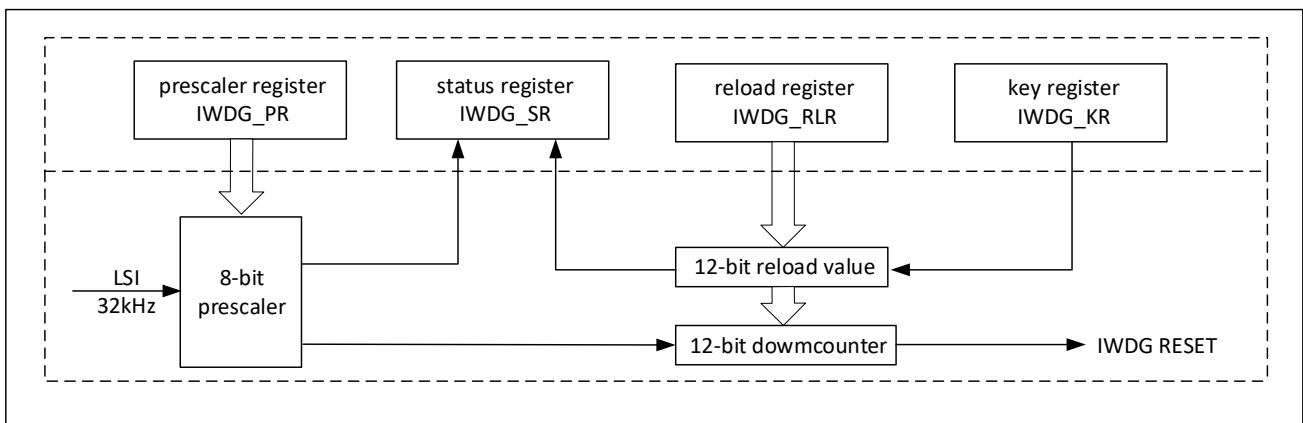 prescaler register
IWDG_PR
status register
IWDG_SR
reload register
IWDG_RLR
key register
IWDG_KR
LSI
32kHz
8-bit
prescaler
12-bit reload value
12-bit dowmcounter
IWDG RESET